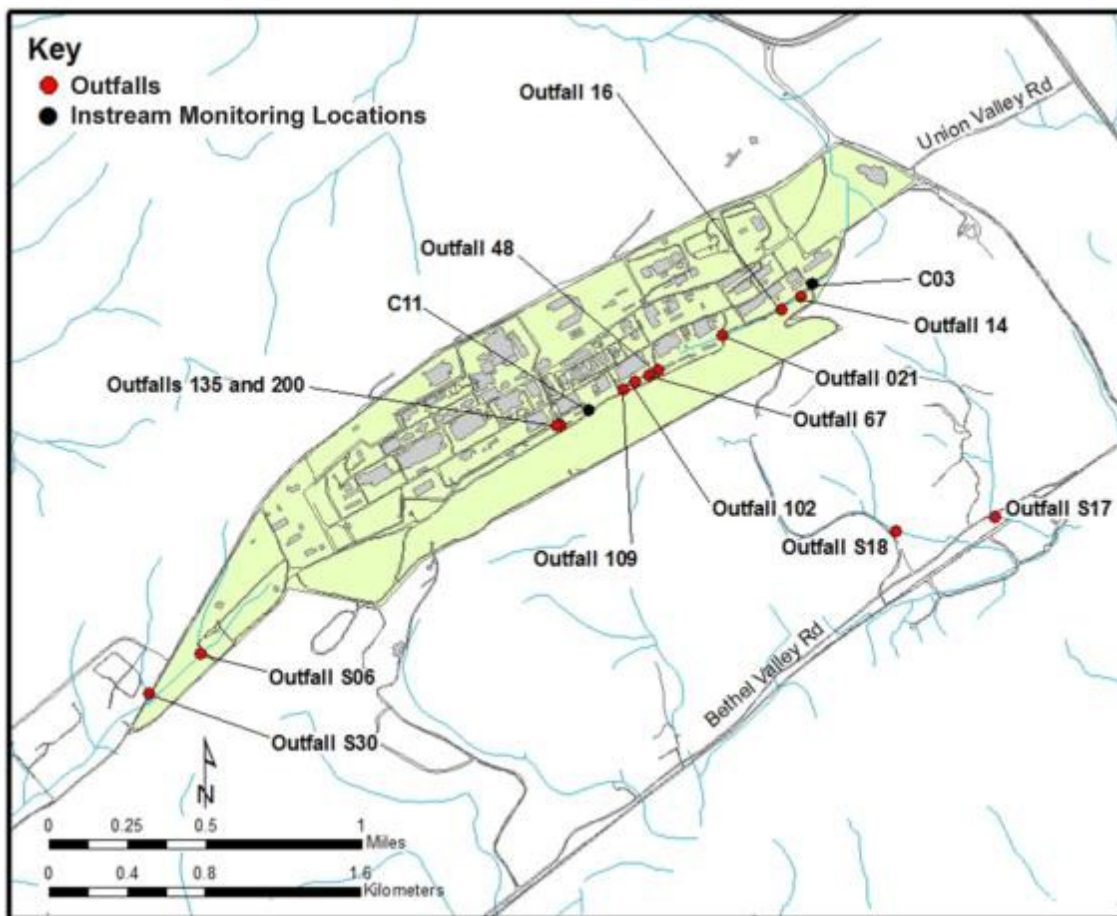 Key
Outfalls
Instream Monitoring Locations
Outfall 16
Union Valley Rd
Outfall 48
C11
C03
Outfall 14
Outfalls 135 and 200
Outfall 021
Outfall 67
Outfall 102
Outfall S17
Outfall S18
Outfall 109
Bethel Valley Rd
Outfall S06
Outfall S30
N
0 0.25 0.5 1
Miles
0 0.4 0.8 1.6
Kilometers